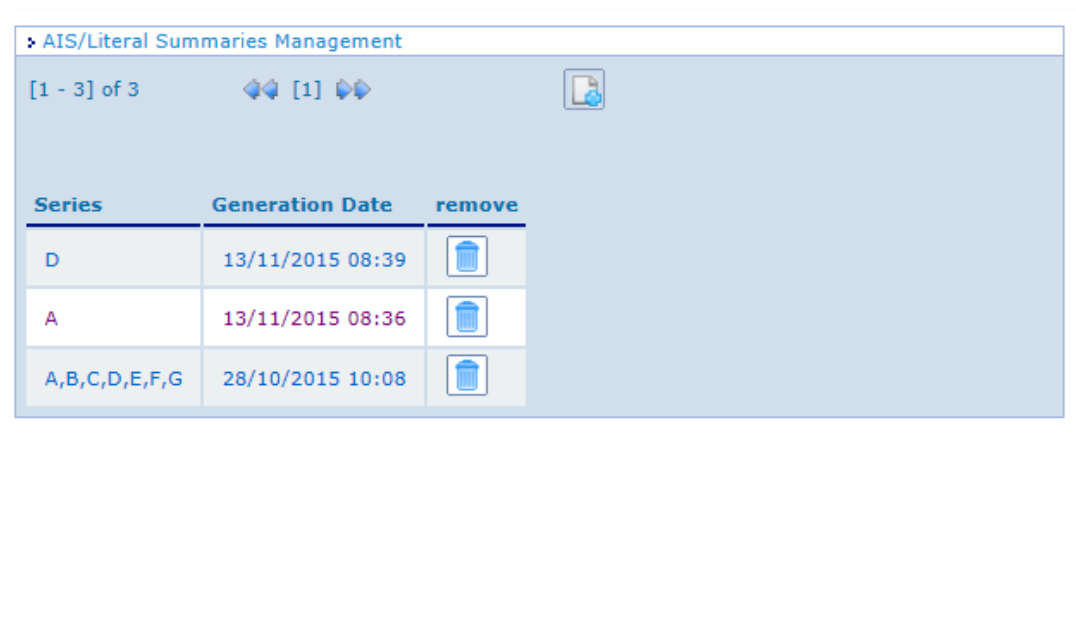 AIS/Literal Summaries Management
[1 - 3] of 3 [1]
Series Generation Date remove
D 13/11/2015 08:39
A 13/11/2015 08:36
A,B,C,D,E,F,G 28/10/2015 10:08